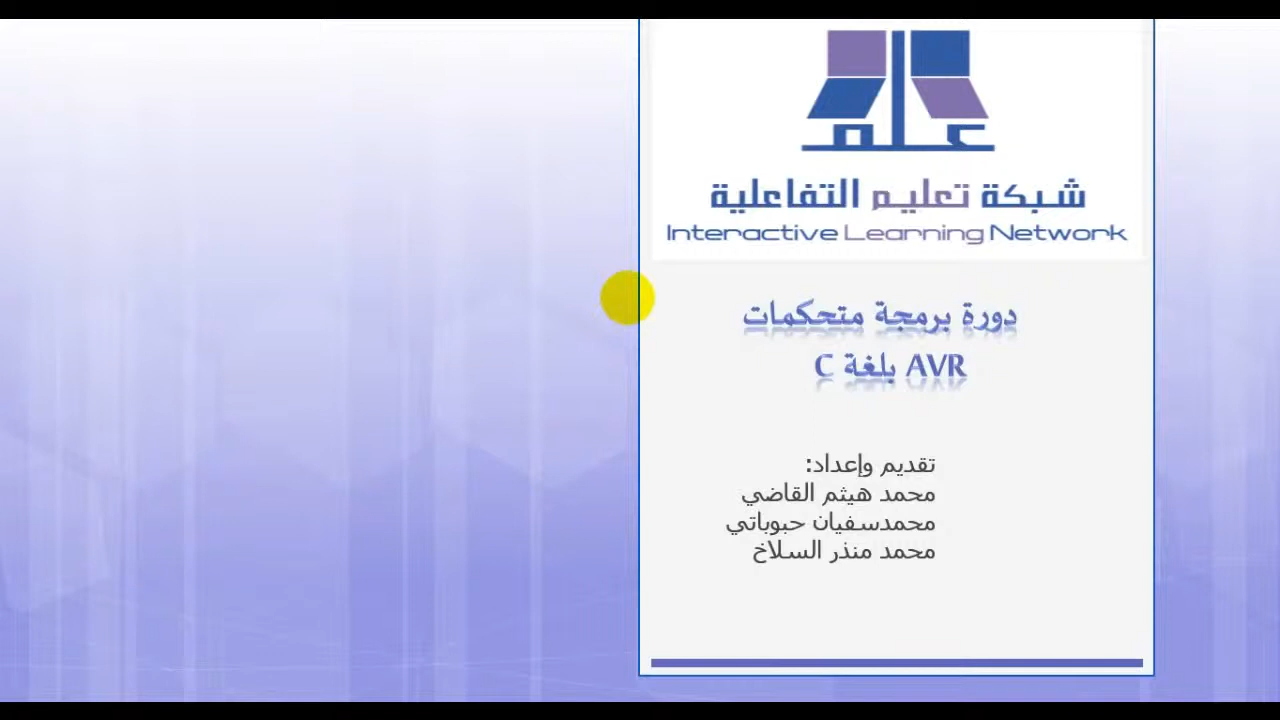 علم
شبكة تعليم التفاعلية
Interactive Learning Network
دورة برمجة متحكمات
AVR بلغة C
تقديم وإعداد:
محمد هيثم القاضي
محمدسفيان حبوباتي
محمد منذر السلاخ